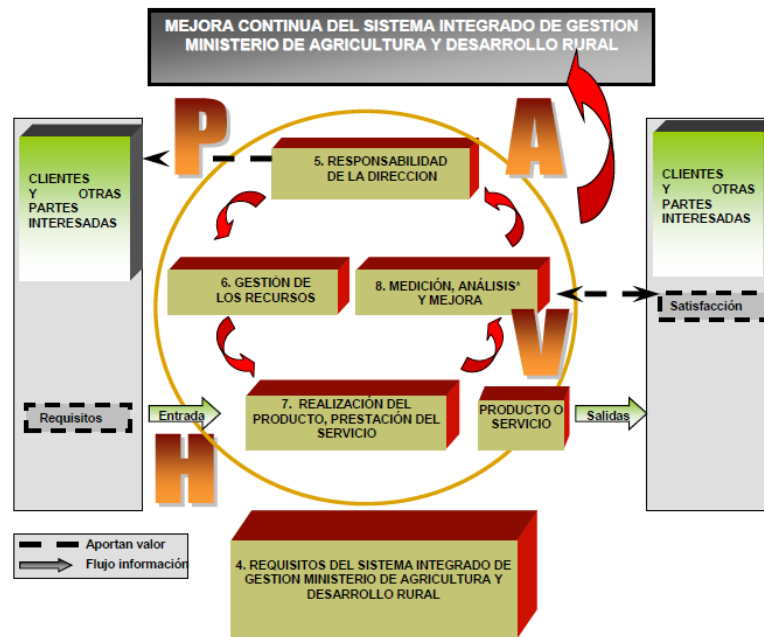 MEJORA CONTINUA DEL SISTEMA INTEGRADO DE GESTION
MINISTERIO DE AGRICULTURA Y DESARROLLO RURAL
P
A
5. RESPONSABILIDAD
DE LA DIRECCION
CLIENTES
Y OTRAS
PARTES
INTERESADAS
CLIENTES
Y OTRAS
PARTES
INTERESADAS
6. GESTIÓN DE
LOS RECURSOS
8. MEDICIÓN, ANÁLISIS*
Y MEJORA
Satisfacción
V
7. REALIZACIÓN DEL
PRODUCTO, PRESTACIÓN DEL
SERVICIO
PRODUCTO O
SERVICIO
Requisitos
Entrada
Salidas
H
Aportan valor
Flujo información
4. REQUISITOS DEL SISTEMA INTEGRADO DE
GESTION MINISTERIO DE AGRICULTURA Y
DESARROLLO RURAL